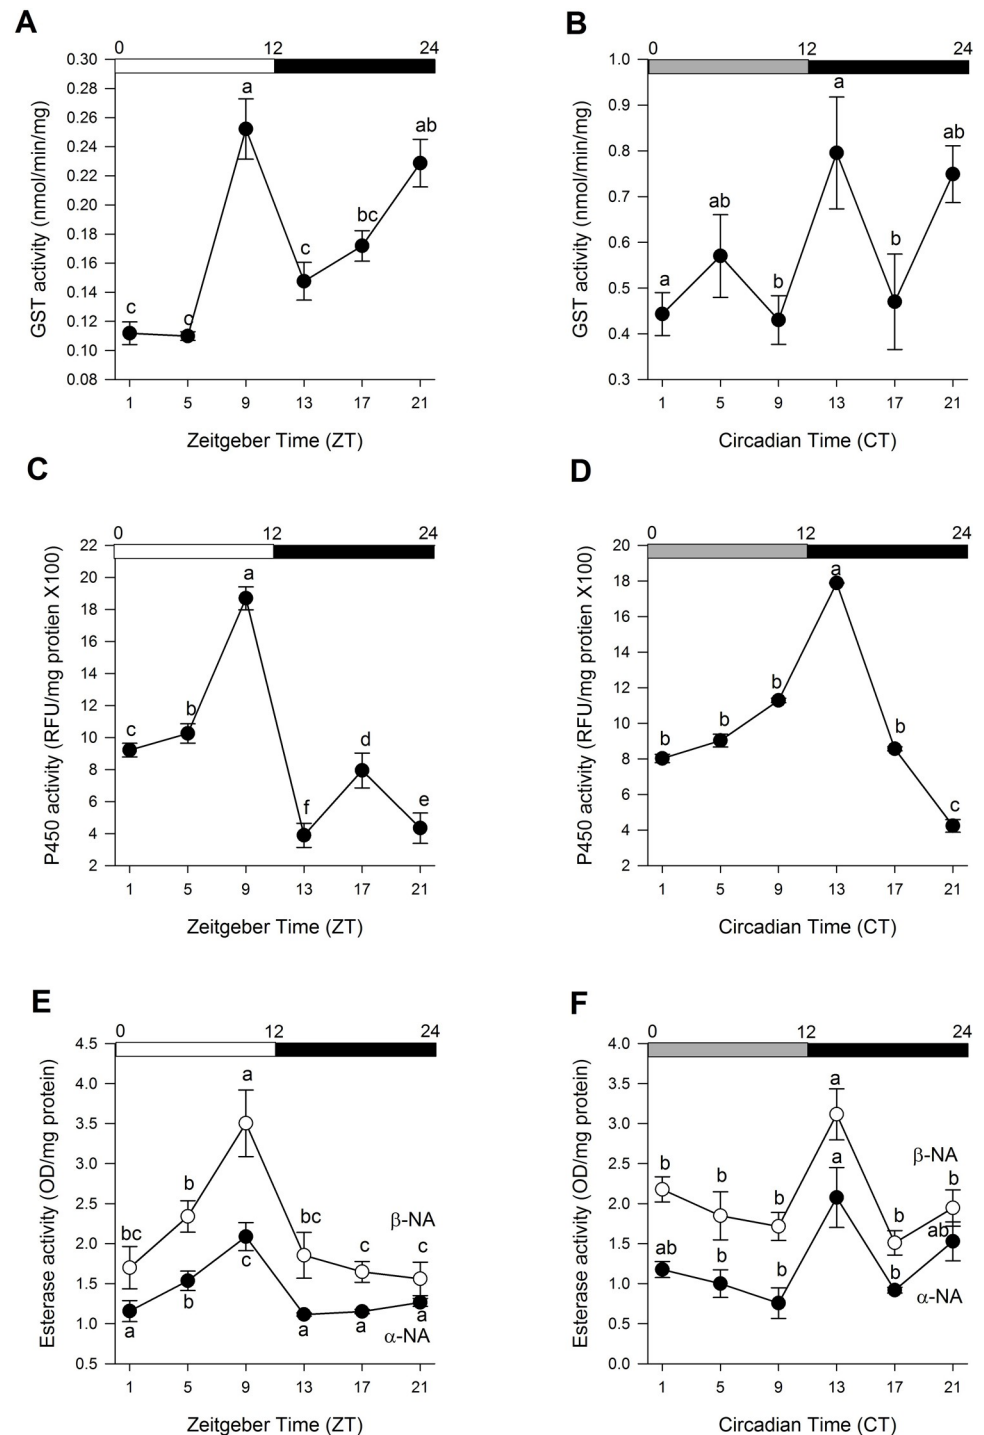 A
0 12 24
0.30
0.28
0.26
0.24
0.22
0.20
0.18
0.16
0.14
0.12
0.10
0.08
GST activity (nmol/min/mg)
c c a c bc ab
1 5 9 13 17 21
Zeitgeber Time (ZT)
B
0 12 24
1.0
0.9
0.8
0.7
0.6
0.5
0.4
0.3
GST activity (nmol/min/mg)
a ab b a b ab
1 5 9 13 17 21
Circadian Time (CT)
C
0 12 24
22
20
18
16
14
12
10
8
6
4
2
P450 activity (RFU/mg protien X100)
c b a f d e
1 5 9 13 17 21
Zeitgeber Time (ZT)
D
0 12 24
20
18
16
14
12
10
8
6
4
2
P450 activity (RFU/mg protien X100)
b b b a b c
1 5 9 13 17 21
Circadian Time (CT)
E
0 12 24
4.5
4.0
3.5
3.0
2.5
2.0
1.5
1.0
0.5
Esterase activity (OD/mg protein)
bc b a bc c c
β-NA
a b c a a a
α-NA
1 5 9 13 17 21
Zeitgeber Time (ZT)
F
0 12 24
4.0
3.5
3.0
2.5
2.0
1.5
1.0
0.5
0.0
Esterase activity (OD/mg protein)
b b b a b b
β-NA
ab b b a b ab
α-NA
1 5 9 13 17 21
Circadian Time (CT)